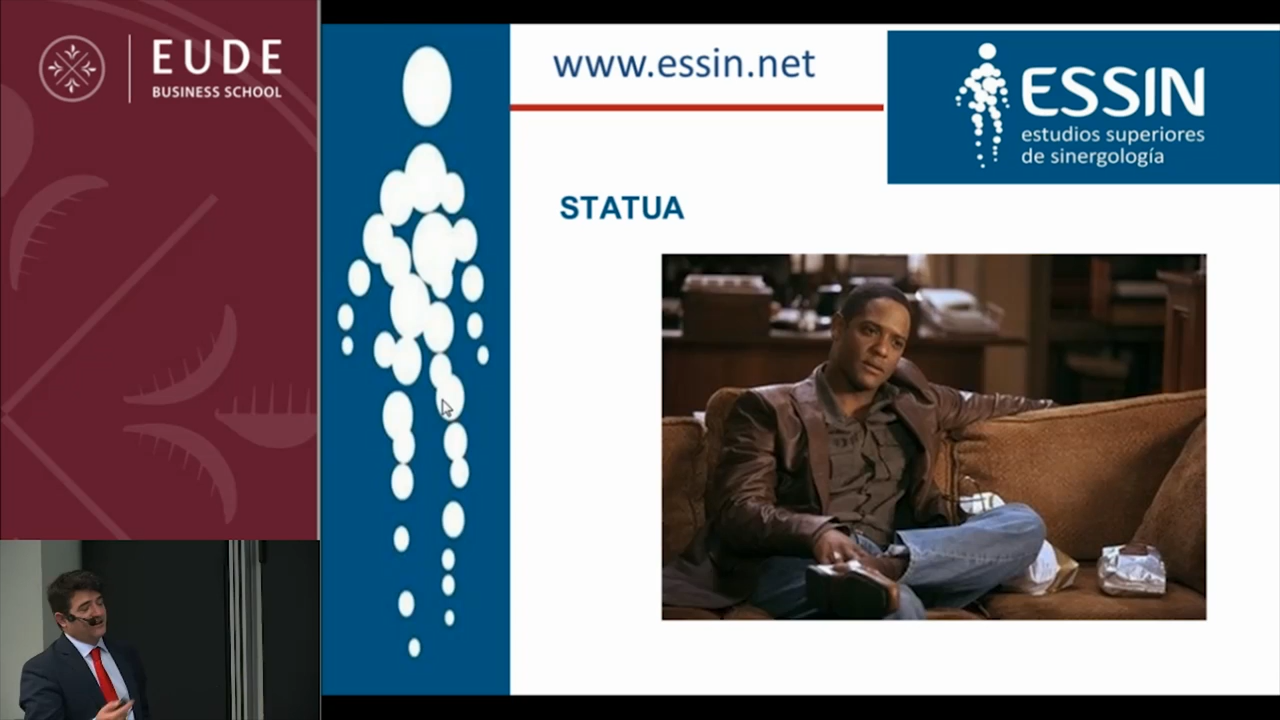 EUDE
BUSINESS SCHOOL
www.essin.net
ESSIN
estudios superiores
de sinergología
STATUA